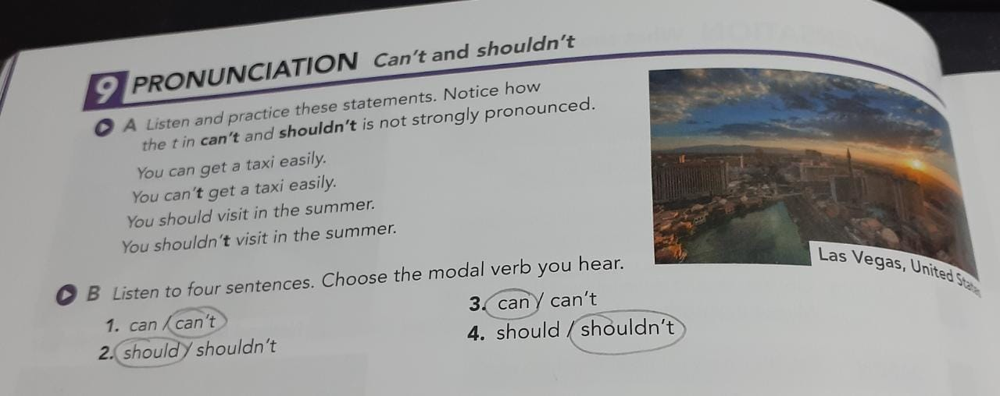 9 PRONUNCIATION Can't and shouldn't
A Listen and practice these statements. Notice how
the t in can't and shouldn't is not strongly pronounced.
You can get a taxi easily.
You can't get a taxi easily.
You should visit in the summer.
You shouldn't visit in the summer.
Las Vegas, United States
B Listen to four sentences. Choose the modal verb you hear.
1. can / can't
2. should / shouldn't
3. can / can't
4. should / shouldn't